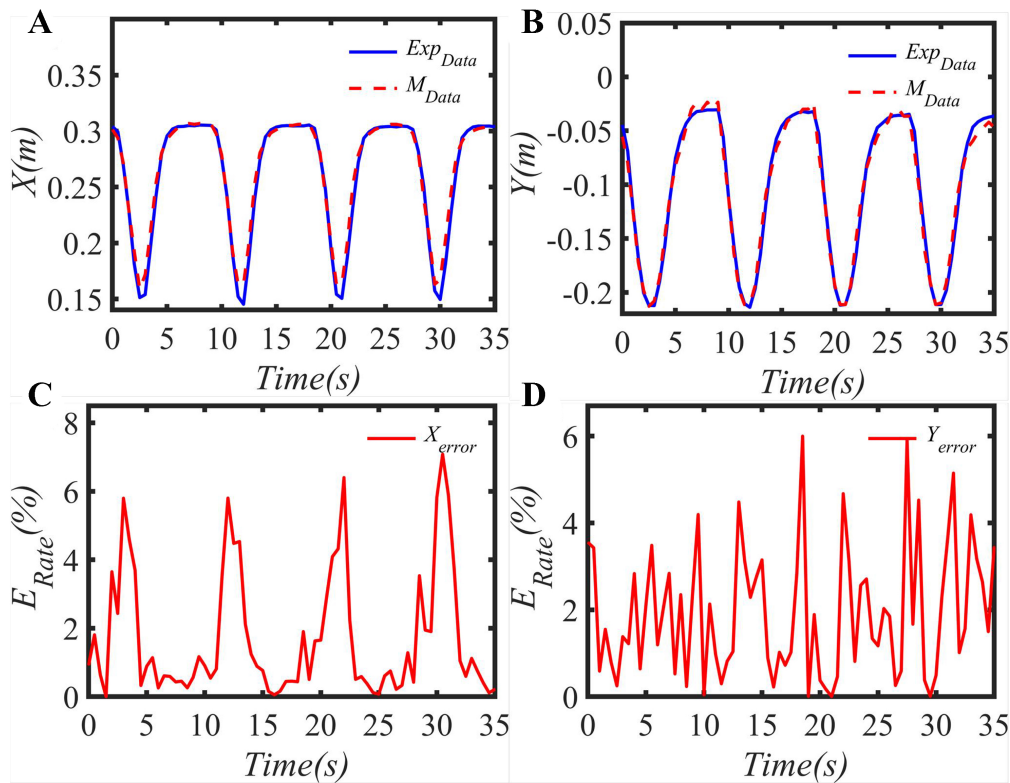 A
0.35
0.3
0.25
0.2
0.15
X(m)
Exp_Data
M_Data
0 5 10 15 20 25 30 35
Time(s)
B
0.05
0
-0.05
-0.1
-0.15
-0.2
Y(m)
Exp_Data
M_Data
0 5 10 15 20 25 30 35
Time(s)
C
8
6
4
2
0
E_Rate(%)
X_error
0 5 10 15 20 25 30 35
Time(s)
D
6
4
2
0
E_Rate(%)
Y_error
0 5 10 15 20 25 30 35
Time(s)